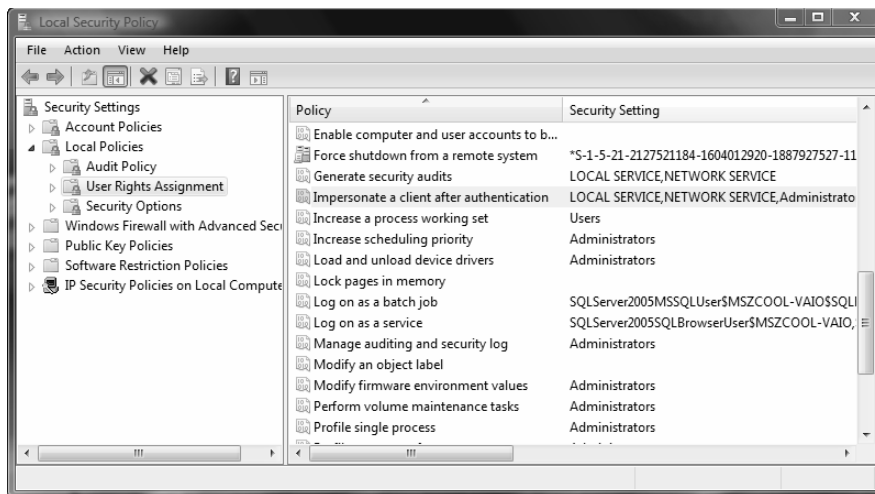 Local Security Policy
File Action View Help
Security Settings
Account Policies
Local Policies
Audit Policy
User Rights Assignment
Security Options
Windows Firewall with Advanced Secu
Public Key Policies
Software Restriction Policies
IP Security Policies on Local Compute
Policy Security Setting
Enable computer and user accounts to b...
Force shutdown from a remote system *S-1-5-21-2127521184-1604012920-1887927527-11
Generate security audits LOCAL SERVICE,NETWORK SERVICE
Impersonate a client after authentication LOCAL SERVICE,NETWORK SERVICE,Administrato
Increase a process working set Users
Increase scheduling priority Administrators
Load and unload device drivers Administrators
Lock pages in memory
Log on as a batch job SQLServer2005MSSQLUser$MSZCOOL-VAIO$SQLI
Log on as a service SQLServer2005SQLBrowserUser$MSZCOOL-VAIO,
Manage auditing and security log Administrators
Modify an object label
Modify firmware environment values Administrators
Perform volume maintenance tasks Administrators
Profile single process Administrators